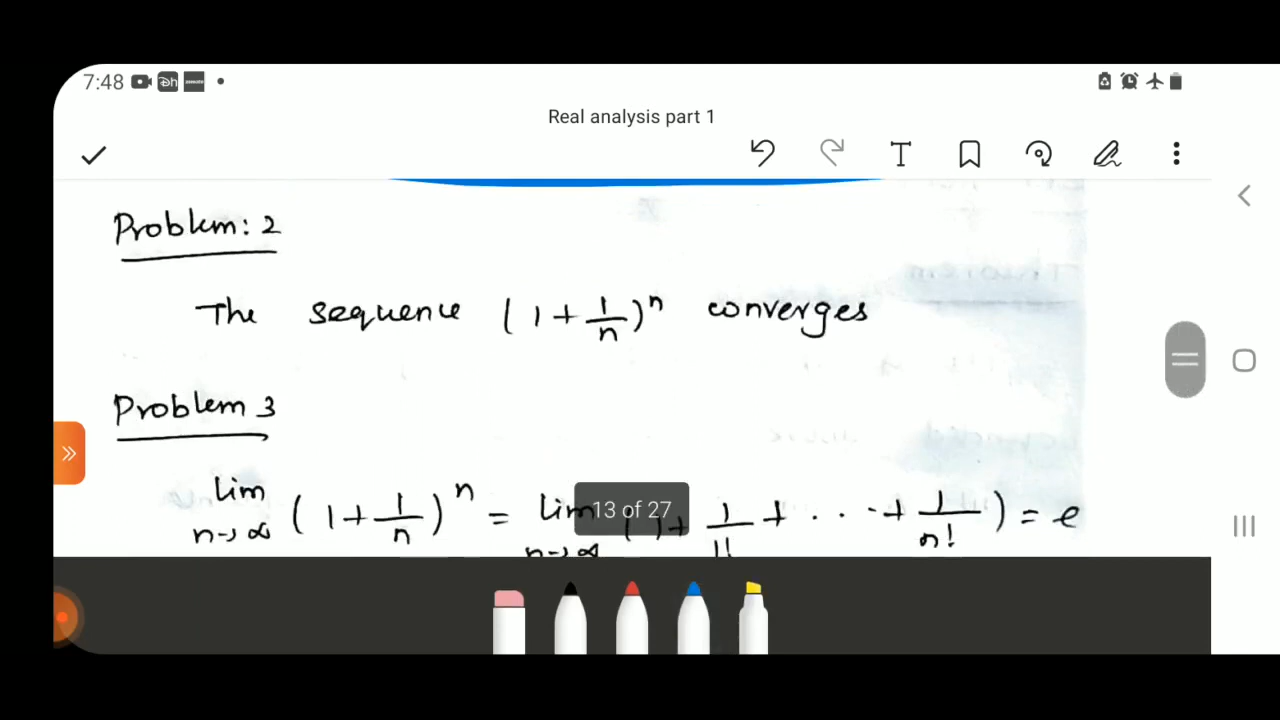 7:48
Real analysis part 1
Problem: 2
The sequence (1 + 1/n)^n converges
Problem 3
lim n→∞ (1 + 1/n)^n = lim n→∞ (1 + 1/1! + ... + 1/n!) = e
13 of 27